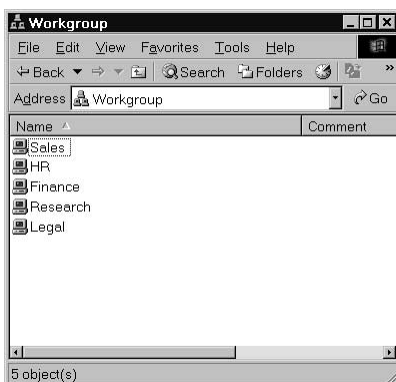 Workgroup
File Edit View Favorites Tools Help
Back Search Folders »
Address Workgroup Go
Name Comment
Sales
HR
Finance
Research
Legal
5 object(s)